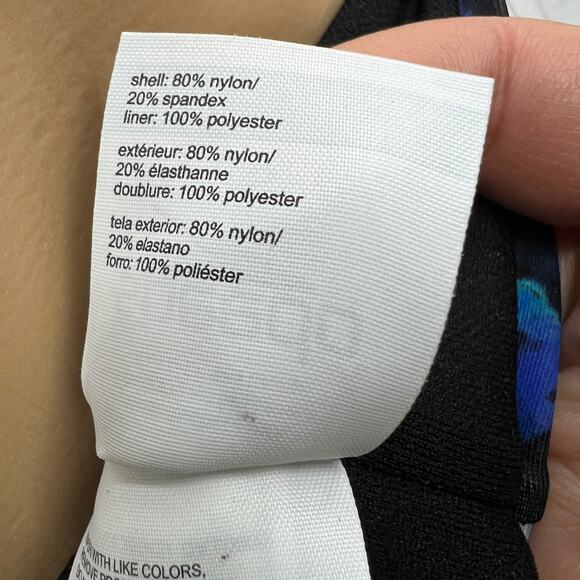 shell: 80% nylon/
20% spandex
liner: 100% polyester
extérieur: 80% nylon/
20% élasthanne
doublure: 100% polyester
tela exterior: 80% nylon/
20% elastano
forro: 100% poliéster
WITH LIKE COLORS,